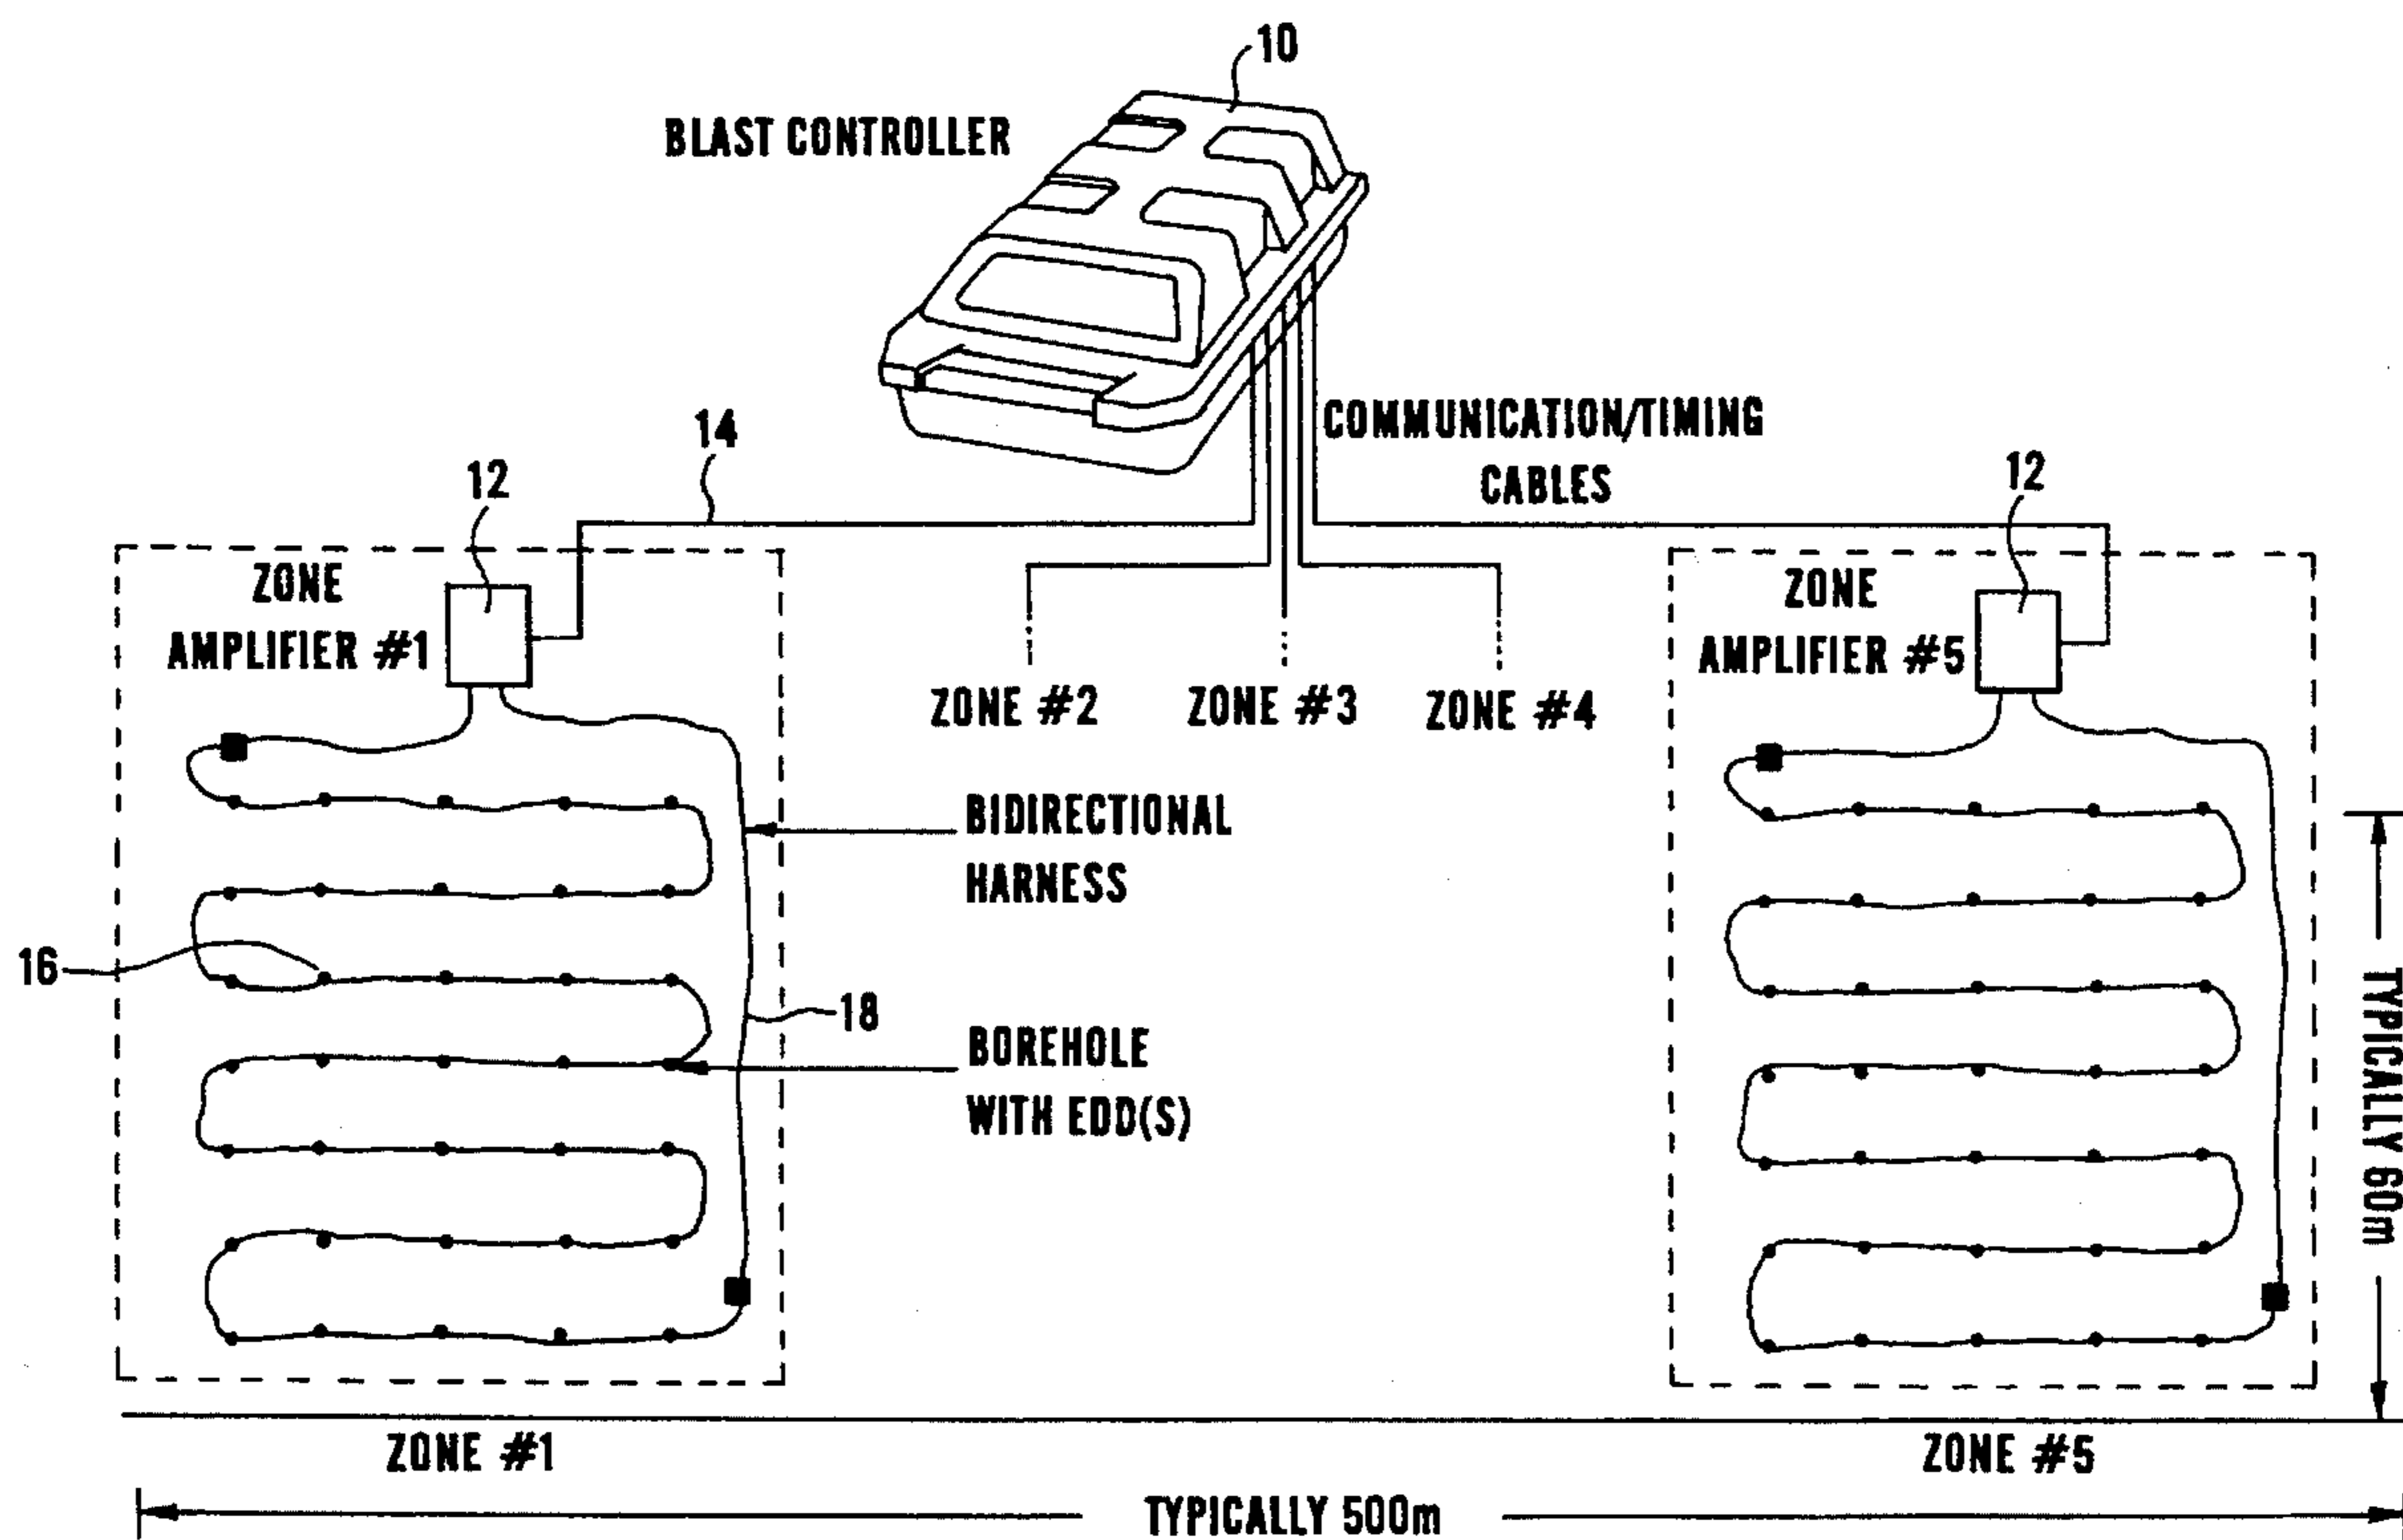 10
BLAST CONTROLLER
14
COMMUNICATION/TIMING
CABLES
12
12
ZONE
AMPLIFIER #1
ZONE
AMPLIFIER #5
ZONE #2
ZONE #3
ZONE #4
BIDIRECTIONAL
HARNESS
16
18
BOREHOLE
WITH EDD(S)
TYPICALLY 60m
ZONE #1
ZONE #5
TYPICALLY 500m